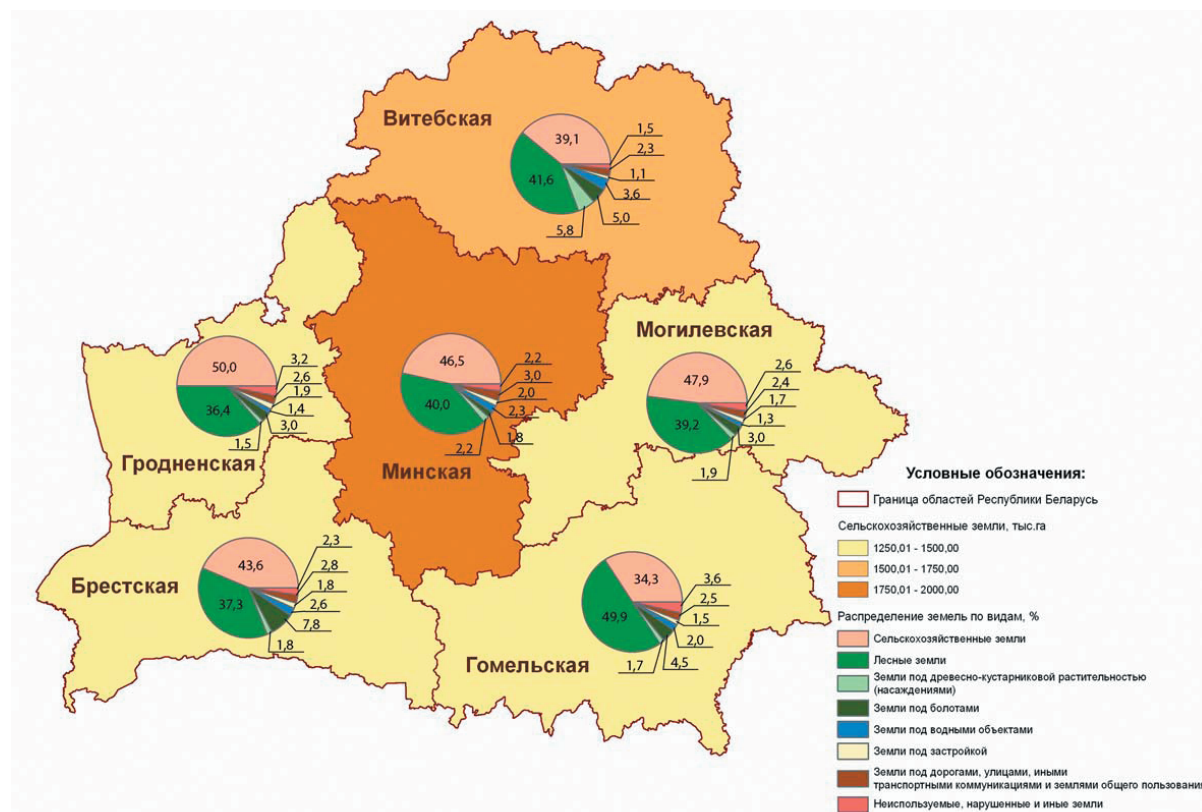 Витебская
39,1
41,6
5,8
5,0
3,6
1,1
2,3
1,5
Гродненская
50,0
36,4
1,5
3,0
1,4
1,9
2,6
3,2
Минская
46,5
40,0
2,2
1,8
2,3
2,0
3,0
2,2
Могилевская
47,9
39,2
1,9
3,0
1,3
1,7
2,4
2,6
Брестская
43,6
37,3
1,8
7,8
2,6
1,8
2,8
2,3
Гомельская
34,3
49,9
1,7
4,5
2,0
1,5
2,5
3,6
Условные обозначения:
Граница областей Республики Беларусь
Сельскохозяйственные земли, тыс.га
1250,01 - 1500,00
1500,01 - 1750,00
1750,01 - 2000,00
Распределение земель по видам, %
Сельскохозяйственные земли
Лесные земли
Земли под древесно-кустарниковой растительностью
(насаждениями)
Земли под болотами
Земли под водными объектами
Земли под застройкой
Земли под дорогами, улицами, иными
транспортными коммуникациями и землями общего пользования
Неиспользуемые, нарушенные и иные земли